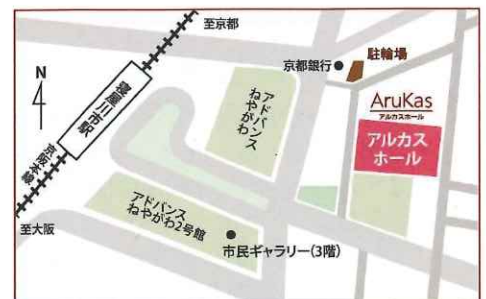 至京都
N
寝屋川市駅
京阪本線
至大阪
アドバンス
ねやがわ
アドバンス
ねやがわ2号館
市民ギャラリー(3階)
京都銀行
駐輪場
AruKas
アルカスホール
アルカス
ホール